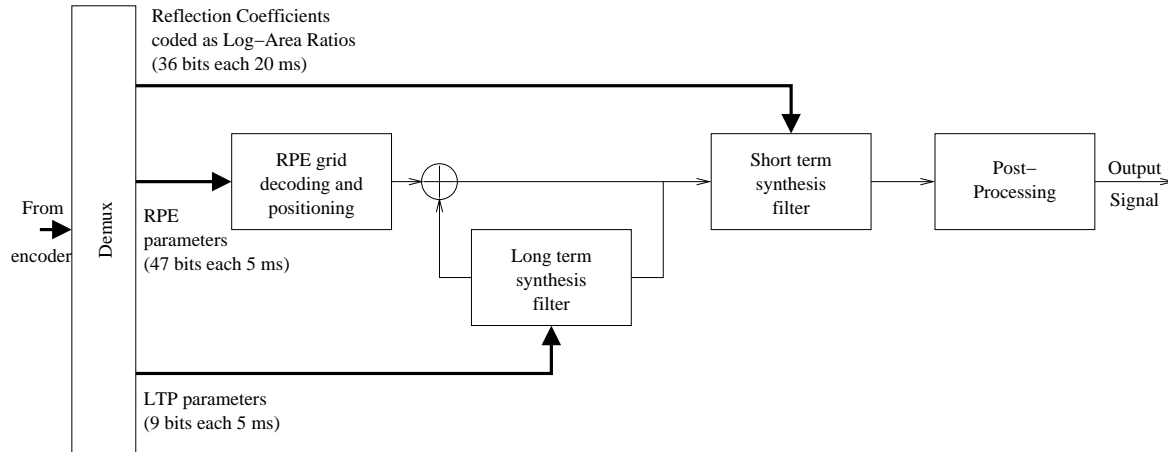 Reflection Coefficients
coded as Log−Area Ratios
(36 bits each 20 ms)
From
encoder
Demux
RPE grid
decoding and
positioning
RPE
parameters
(47 bits each 5 ms)
Long term
synthesis
filter
Short term
synthesis
filter
Post−
Processing
Output
Signal
LTP parameters
(9 bits each 5 ms)